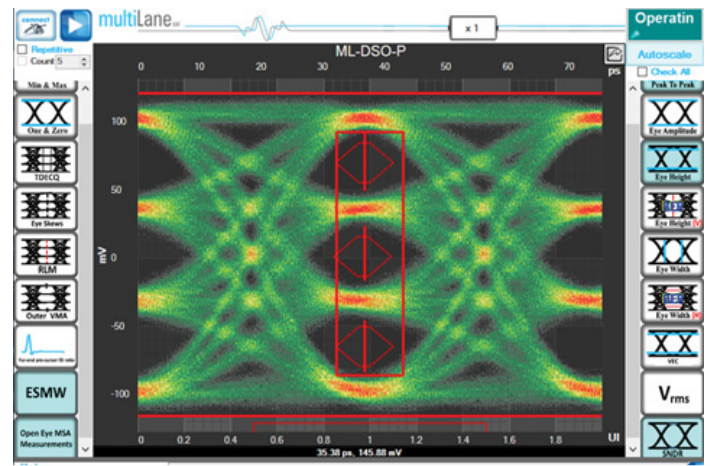 connect
multiLane
x 1
Operatin
Repetitive
Count 5
ML-DSO-P
Autoscale
Check All
0 10 20 30 40 50 60 70 ps
Min & Max
One & Zero
TDECQ
Eye Skews
RLM
Outer VMA
ESMW
Open Eye MSA
Measurements
100
50
mV
0
-50
-100
0 0.2 0.4 0.6 0.8 1 1.2 1.4 1.6 1.8 UI
35.38 ps, 145.88 mV
Peak To Peak
Eye Amplitude
Eye Height
Eye Height (V)
Eye Width
Eye Width (H)
VEC
Vrms
SNDR